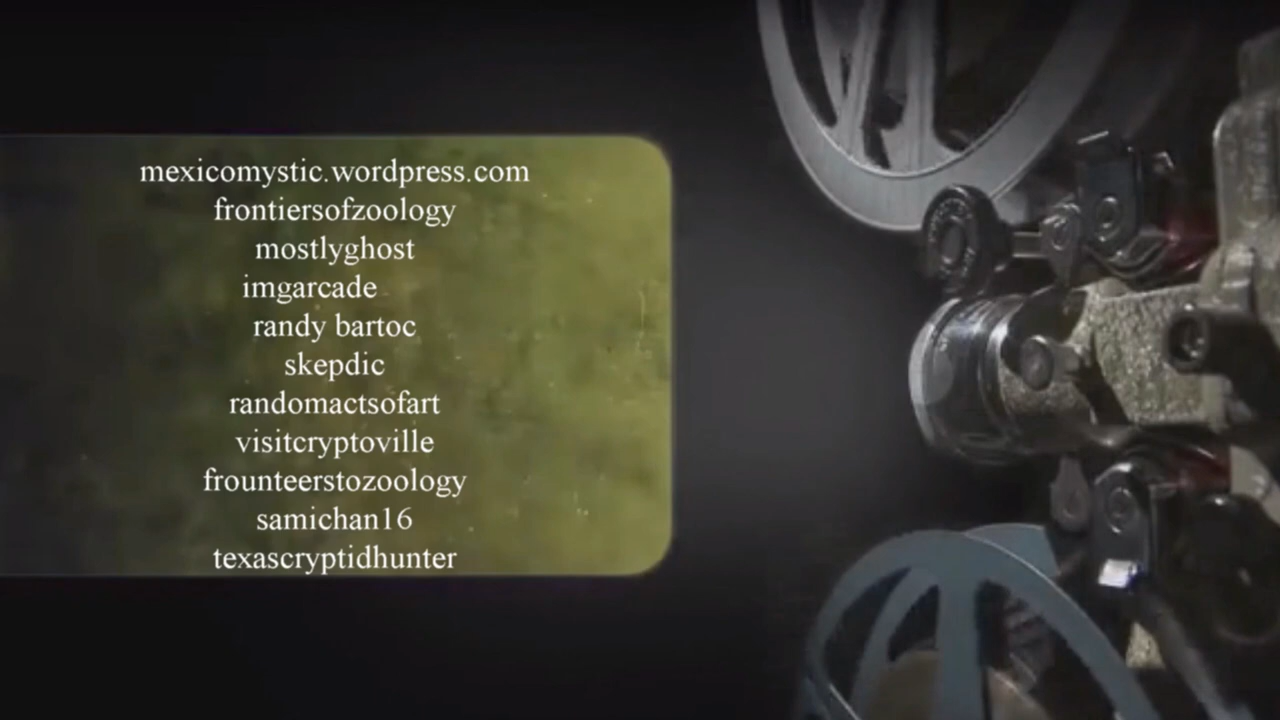 mexicomystic.wordpress.com
frontiersofzoology
mostlyghost
imgarcade
randy bartoc
skepdic
randomactsofart
visitcryptoville
frounteerstozoology
samichan16
texascryptidhunter